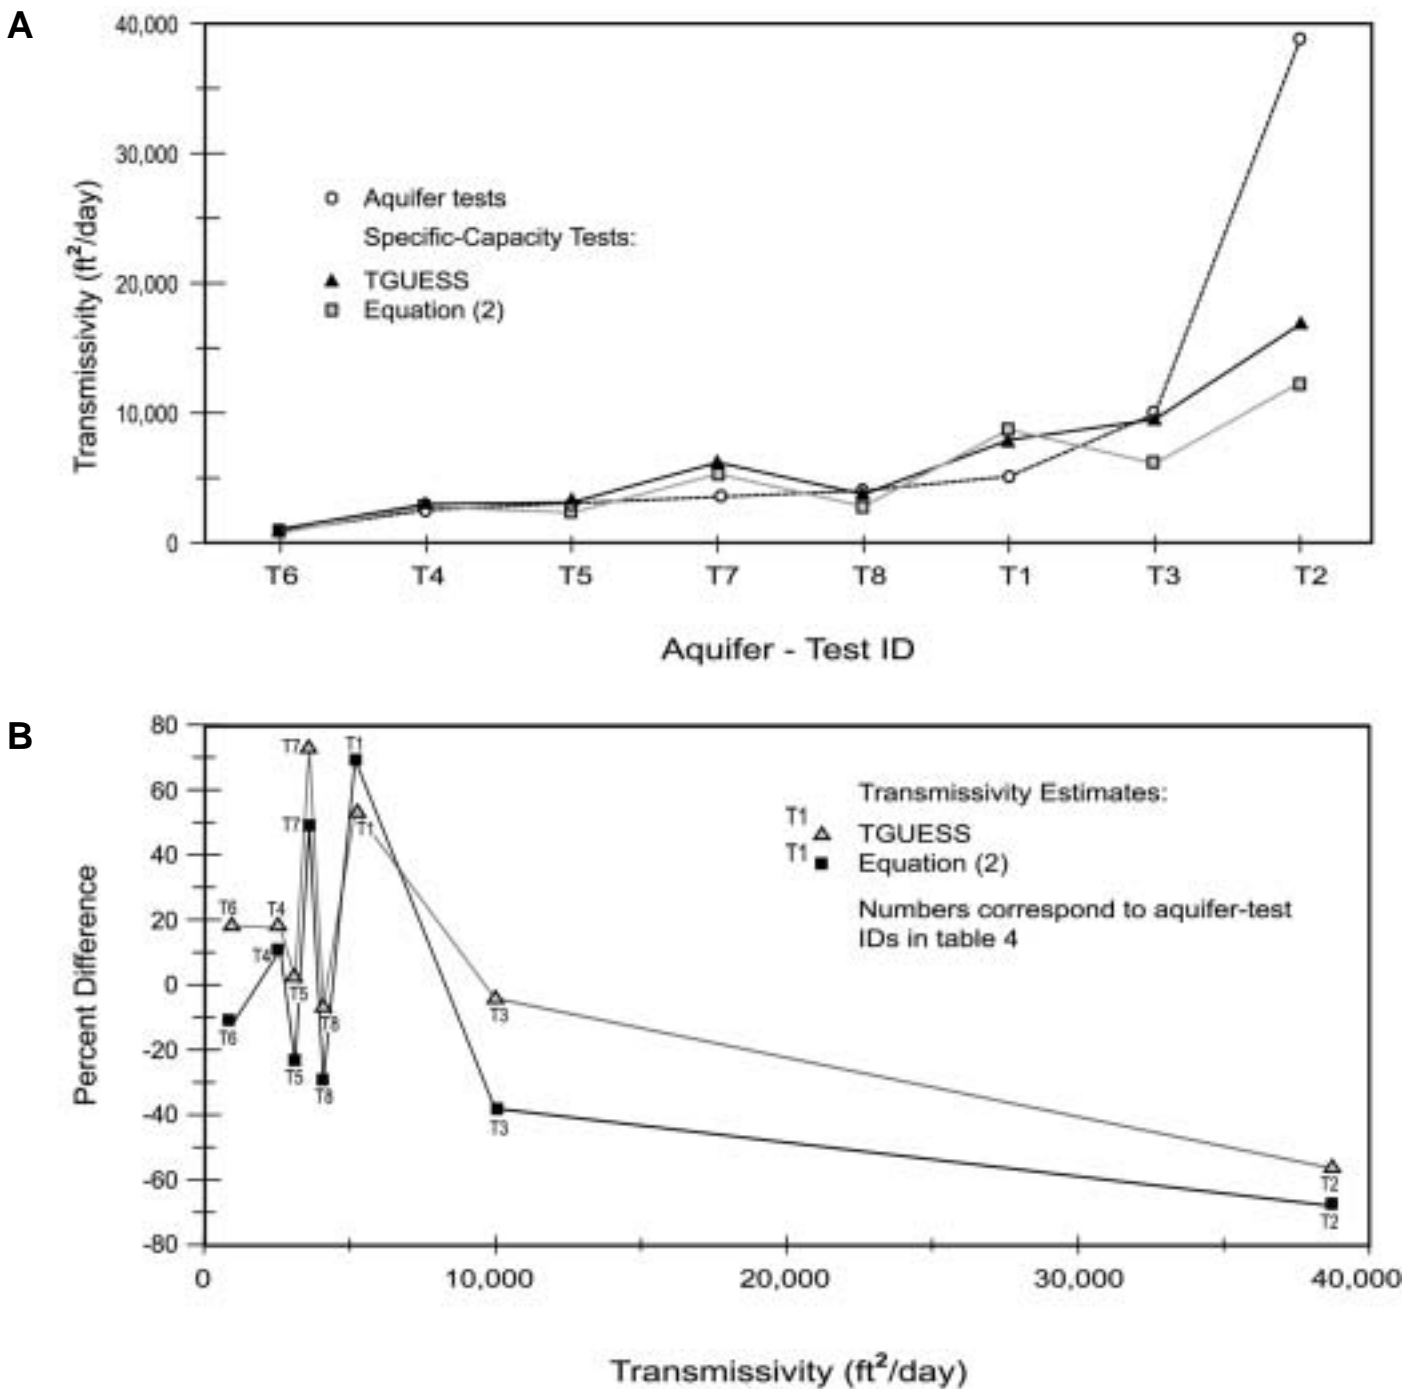 A
40,000
30,000
20,000
10,000
0
Transmissivity (ft²/day)
Aquifer tests
Specific-Capacity Tests:
TGUESS
Equation (2)
T6 T4 T5 T7 T8 T1 T3 T2
Aquifer - Test ID
B
80
60
40
20
0
-20
-40
-60
-80
Percent Difference
T7
T1
T7
T1
T6
T4
T4
T5
T6
T8
T5
T8
T3
T3
T2
T2
Transmissivity Estimates:
T1 TGUESS
T1 Equation (2)
Numbers correspond to aquifer-test
IDs in table 4
0 10,000 20,000 30,000 40,000
Transmissivity (ft²/day)